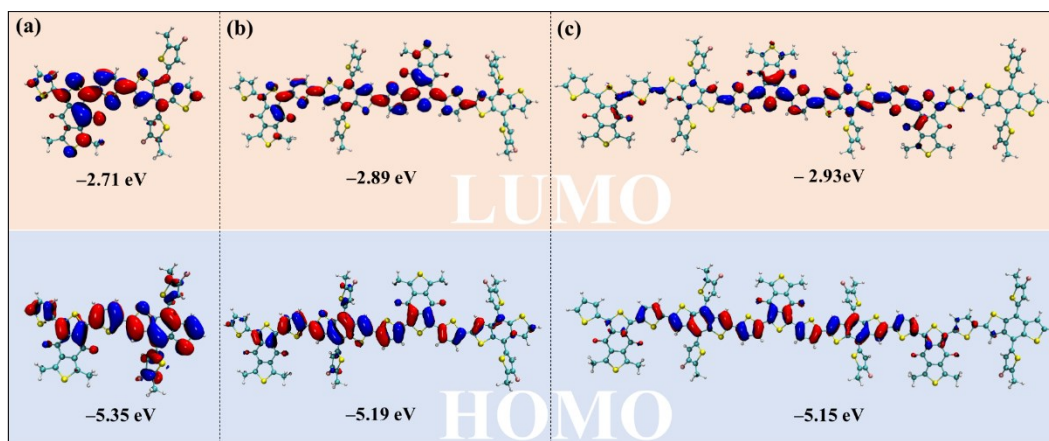 (a) (b) (c)
−2.71 eV −2.89 eV − 2.93eV
LUMO
−5.35 eV −5.19 eV −5.15 eV
HOMO